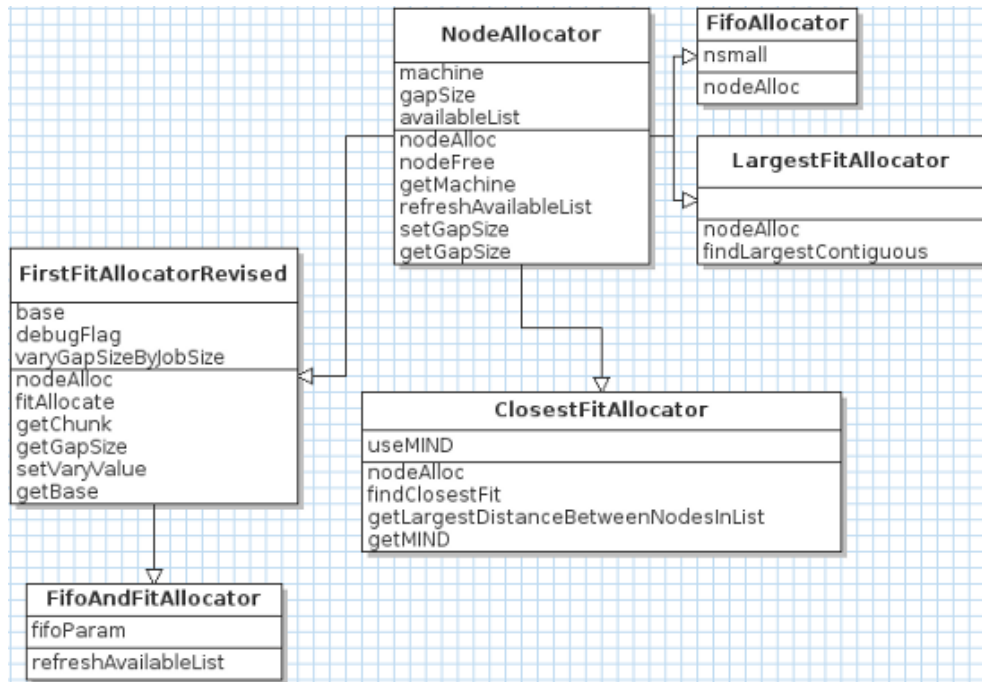 NodeAllocator
machine
gapSize
availableList
nodeAlloc
nodeFree
getMachine
refreshAvailableList
setGapSize
getGapSize
FifoAllocator
nsmall
nodeAlloc
LargestFitAllocator
nodeAlloc
findLargestContiguous
FirstFitAllocatorRevised
base
debugFlag
varyGapSizeByJobSize
nodeAlloc
fitAllocate
getChunk
getGapSize
setVaryValue
getBase
ClosestFitAllocator
useMIND
nodeAlloc
findClosestFit
getLargestDistanceBetweenNodesInList
getMIND
FifoAndFitAllocator
fifoParam
refreshAvailableList